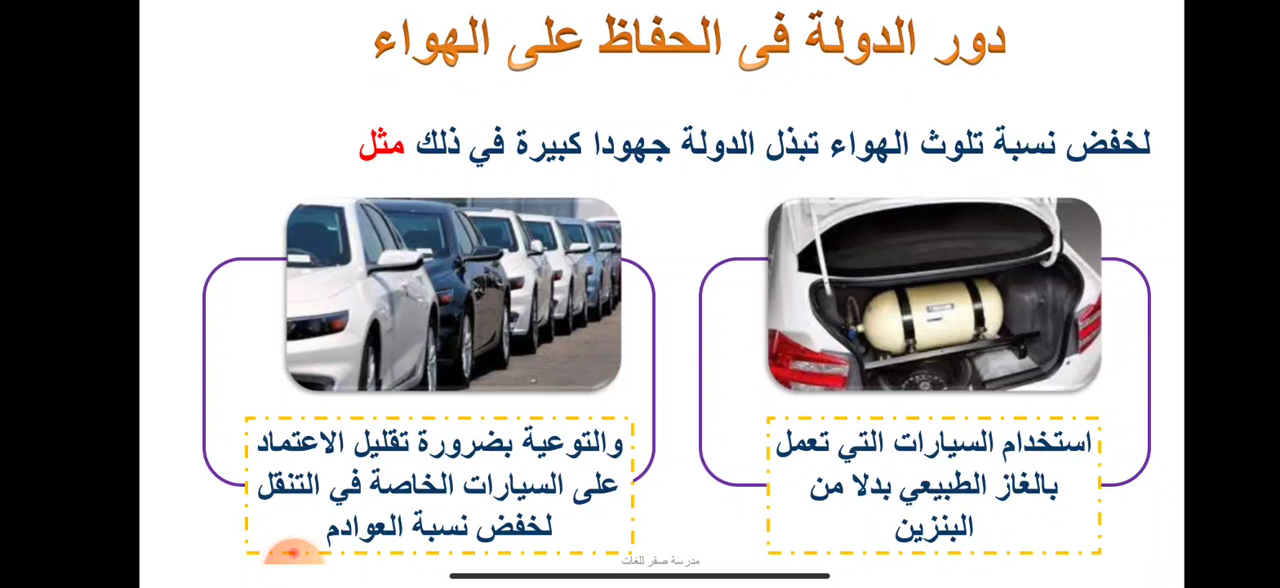 دور الدولة فى الحفاظ على الهواء
لخفض نسبة تلوث الهواء تبذل الدولة جهودا كبيرة في ذلك مثل
استخدام السيارات التي تعمل
بالغاز الطبيعي بدلا من
البنزين
والتوعية بضرورة تقليل الاعتماد
على السيارات الخاصة في التنقل
لخفض نسبة العوادم
مدرسة صقر للغات